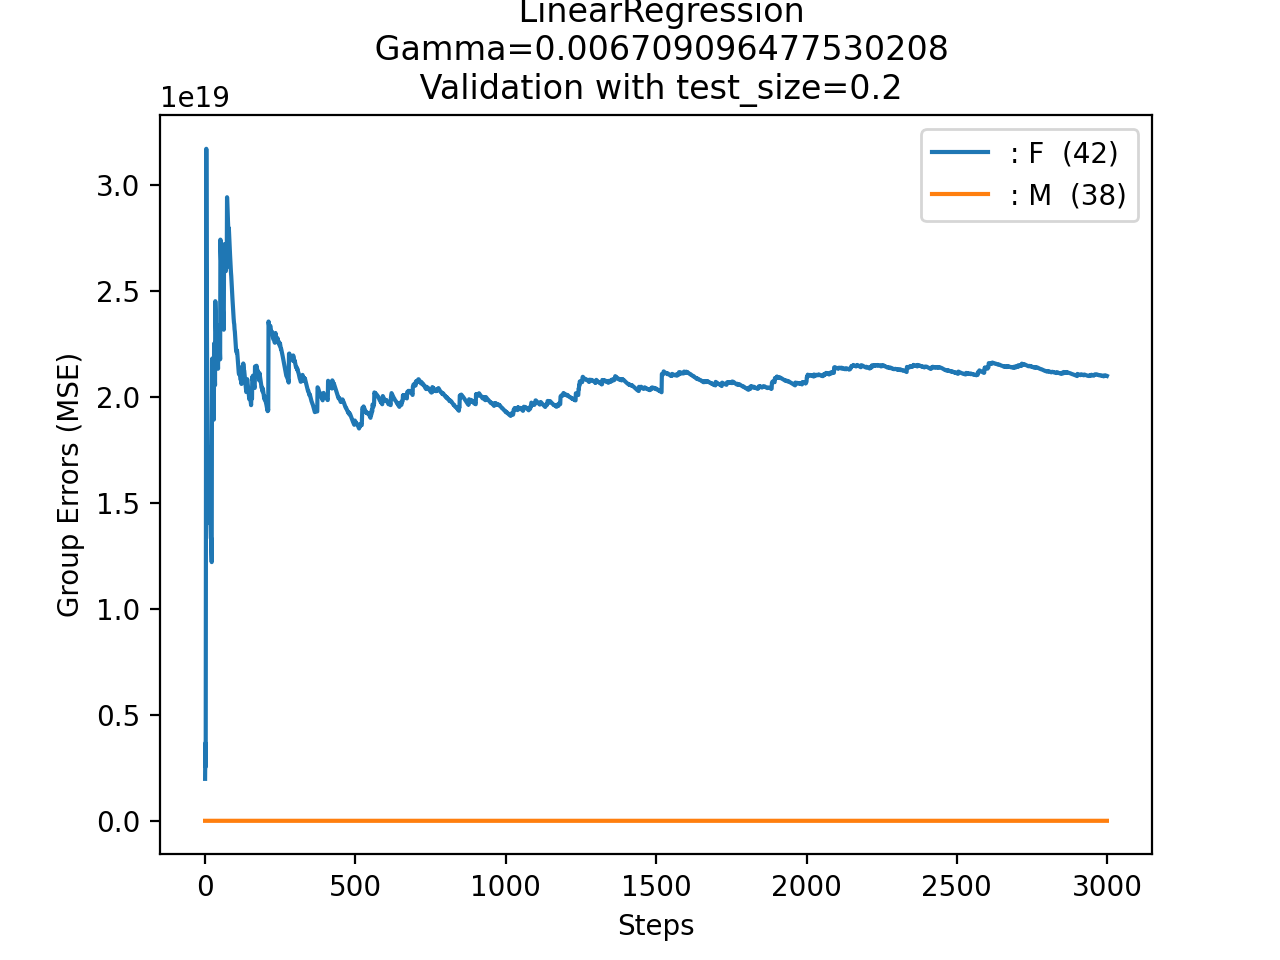 LinearRegression
Gamma=0.006709096477530208
Validation with test_size=0.2
1e19
: F (42)
: M (38)
3.0
2.5
2.0
1.5
1.0
0.5
0.0
Group Errors (MSE)
0 500 1000 1500 2000 2500 3000
Steps